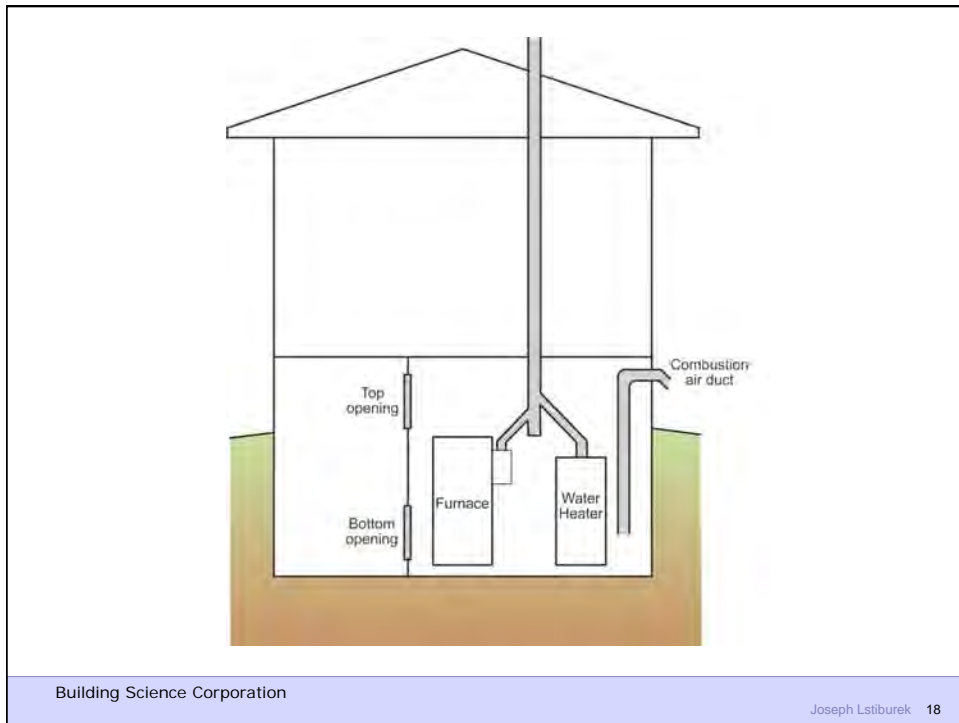 Combustion
air duct
Top
opening
Furnace
Water
Heater
Bottom
opening
Building Science Corporation
Joseph Lstiburek 18